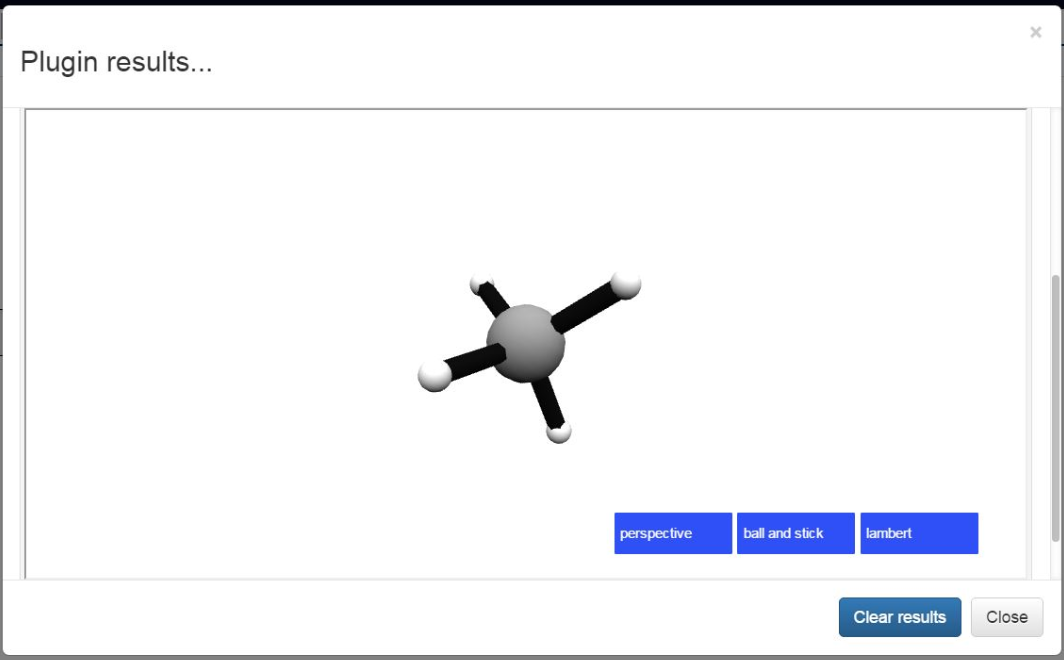 ×
Plugin results...
perspective
ball and stick
lambert
Clear results
Close